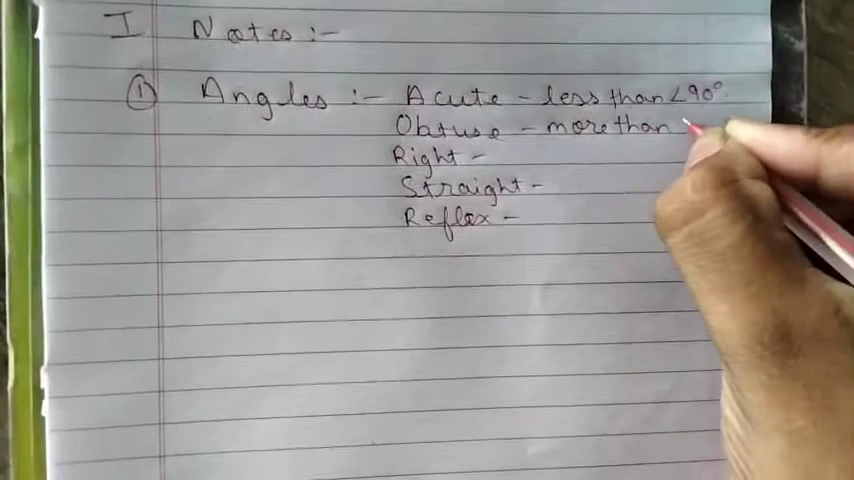 I Notes :-
① Angles :- Acute - less than ∠90°
Obtuse - more than
Right -
Straight -
Reflex -